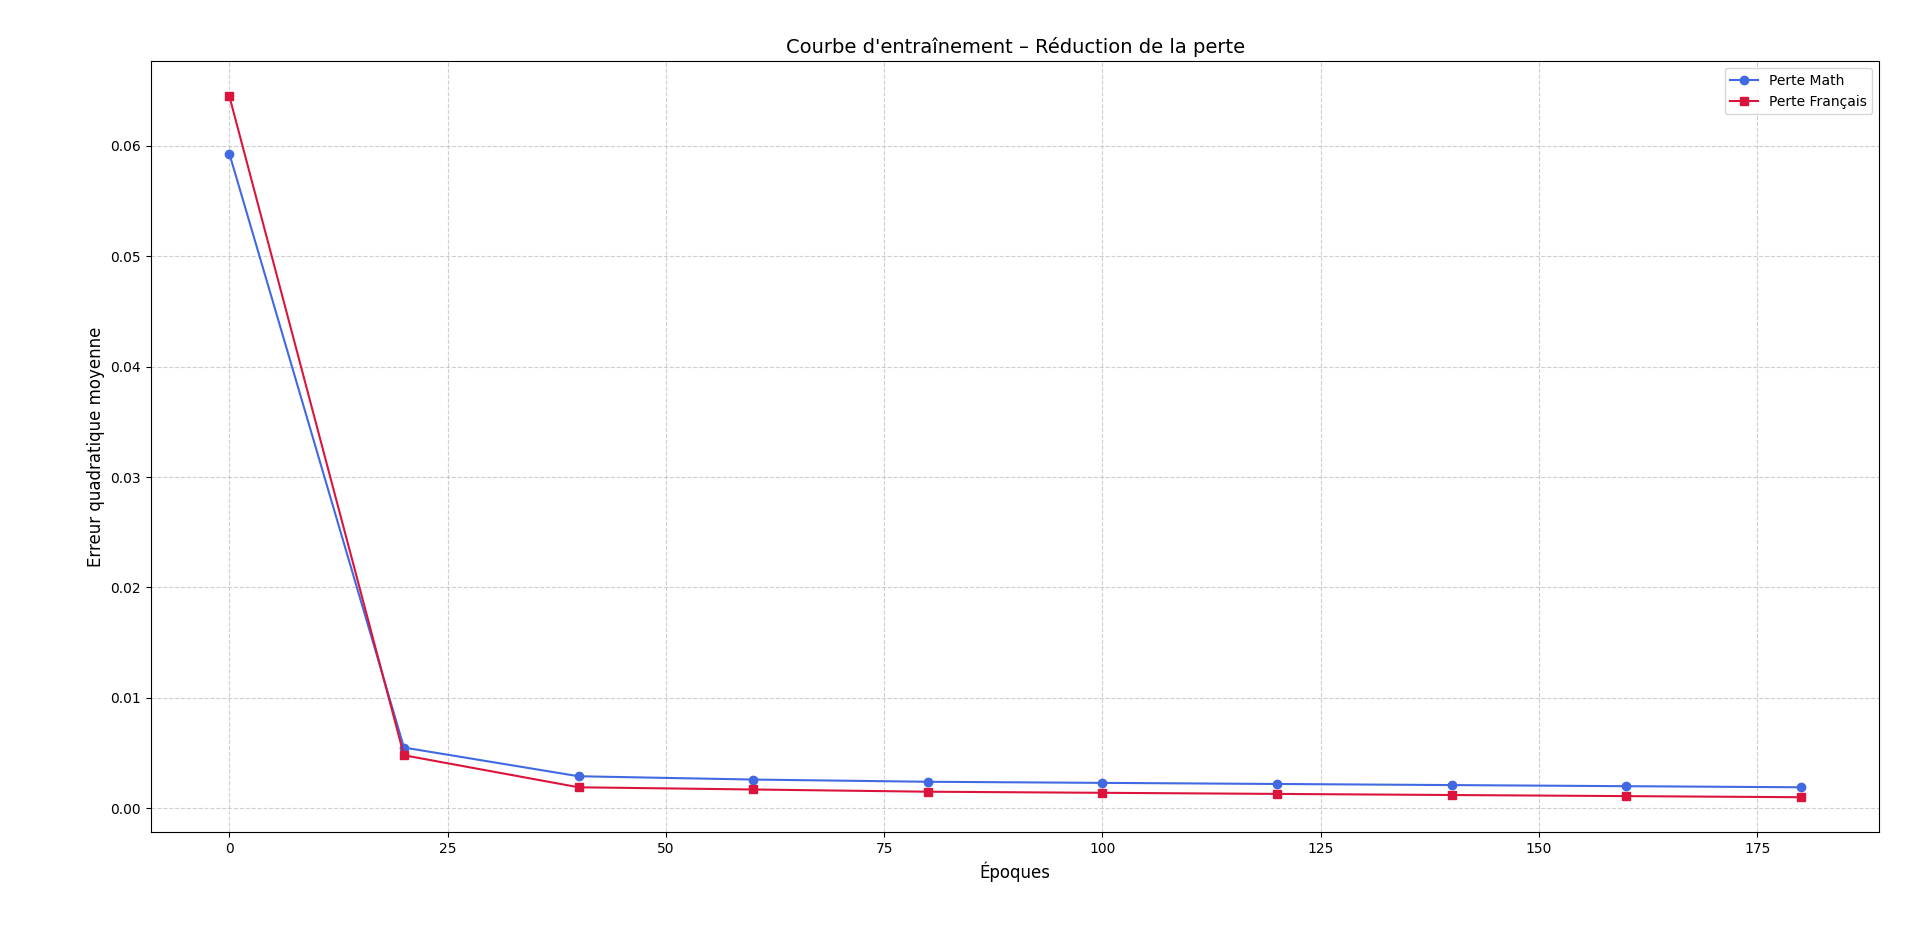 Courbe d'entraînement – Réduction de la perte
Perte Math
Perte Français
Erreur quadratique moyenne
0.06
0.05
0.04
0.03
0.02
0.01
0.00
0 25 50 75 100 125 150 175
Époques